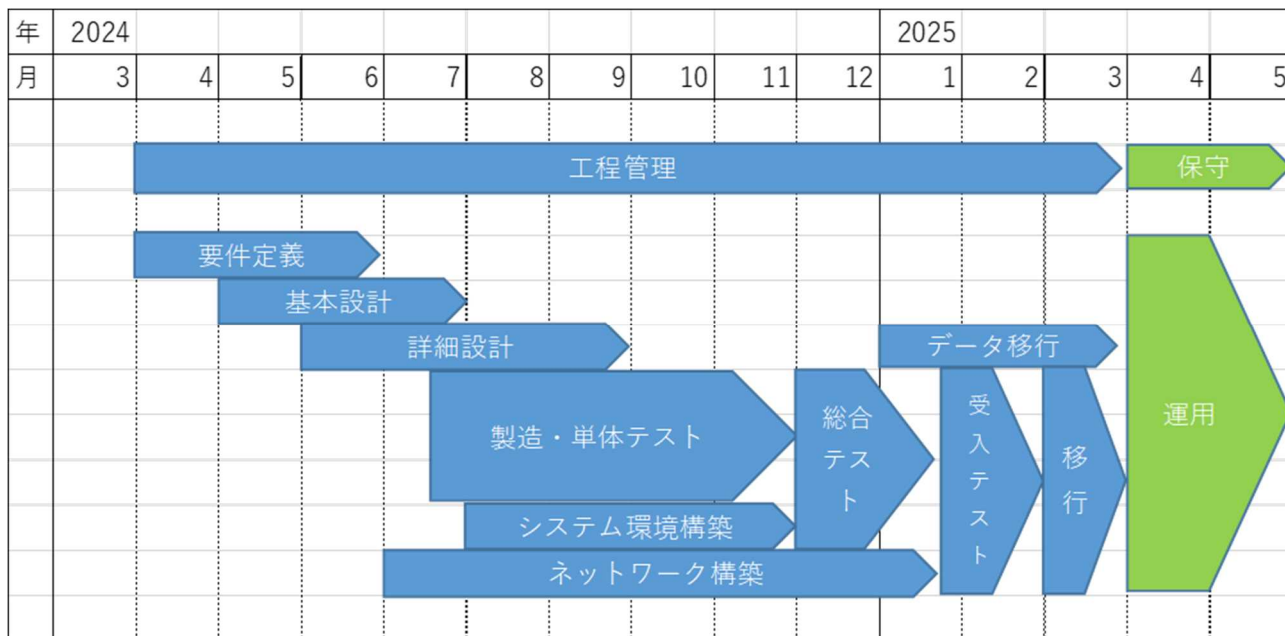 年 2024 2025
月 3 4 5 6 7 8 9 10 11 12 1 2 3 4 5
工程管理 保守
要件定義
基本設計
詳細設計 データ移行
製造・単体テスト
総合テスト
受入テスト
移行
運用
システム環境構築
ネットワーク構築